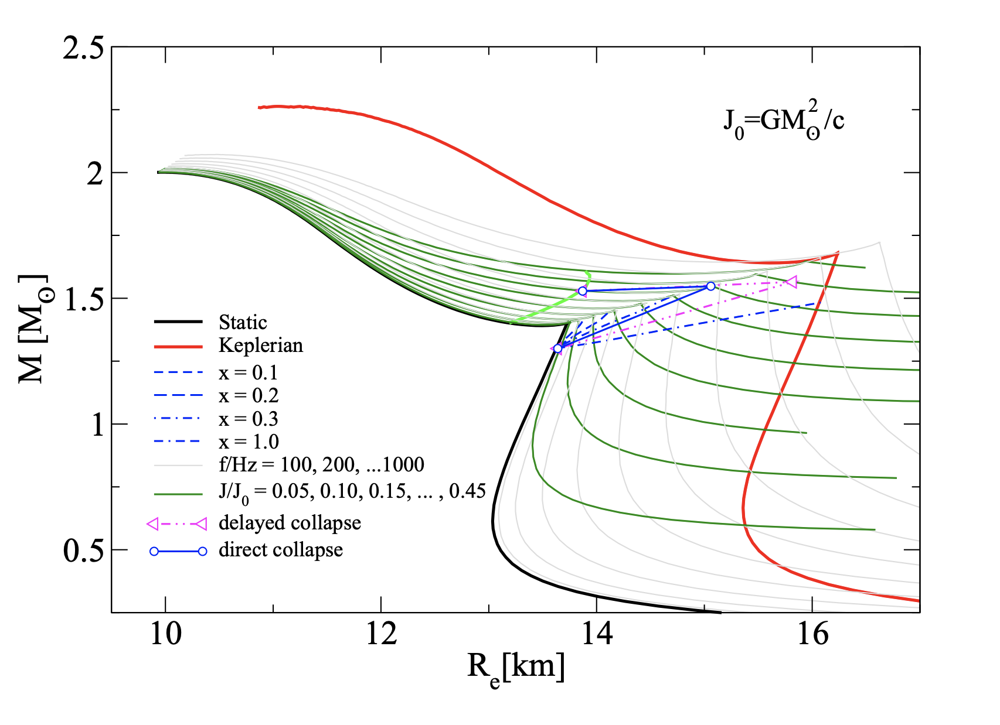 2.5
2
1.5
1
0.5
M [M⊙]
J₀=GM⊙²/c
Static
Keplerian
x = 0.1
x = 0.2
x = 0.3
x = 1.0
f/Hz = 100, 200, ...1000
J/J₀ = 0.05, 0.10, 0.15, ... , 0.45
delayed collapse
direct collapse
10 12 14 16
Rₑ[km]